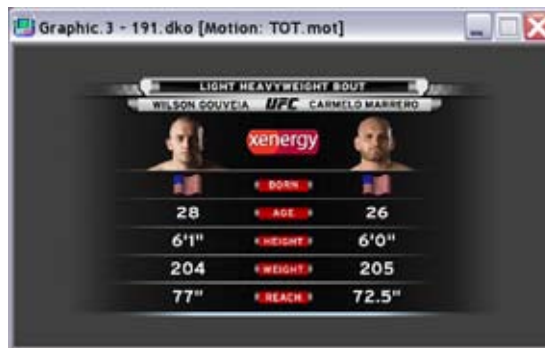 Graphic.3 - 191.dko [Motion: TOT.mot]
LIGHT HEAVYWEIGHT BOUT
WILSON GOUVEIA UFC CARMELO MARRERO
xenergy
BORN
28 AGE 26
6'1" HEIGHT 6'0"
204 WEIGHT 205
77" REACH 72.5"